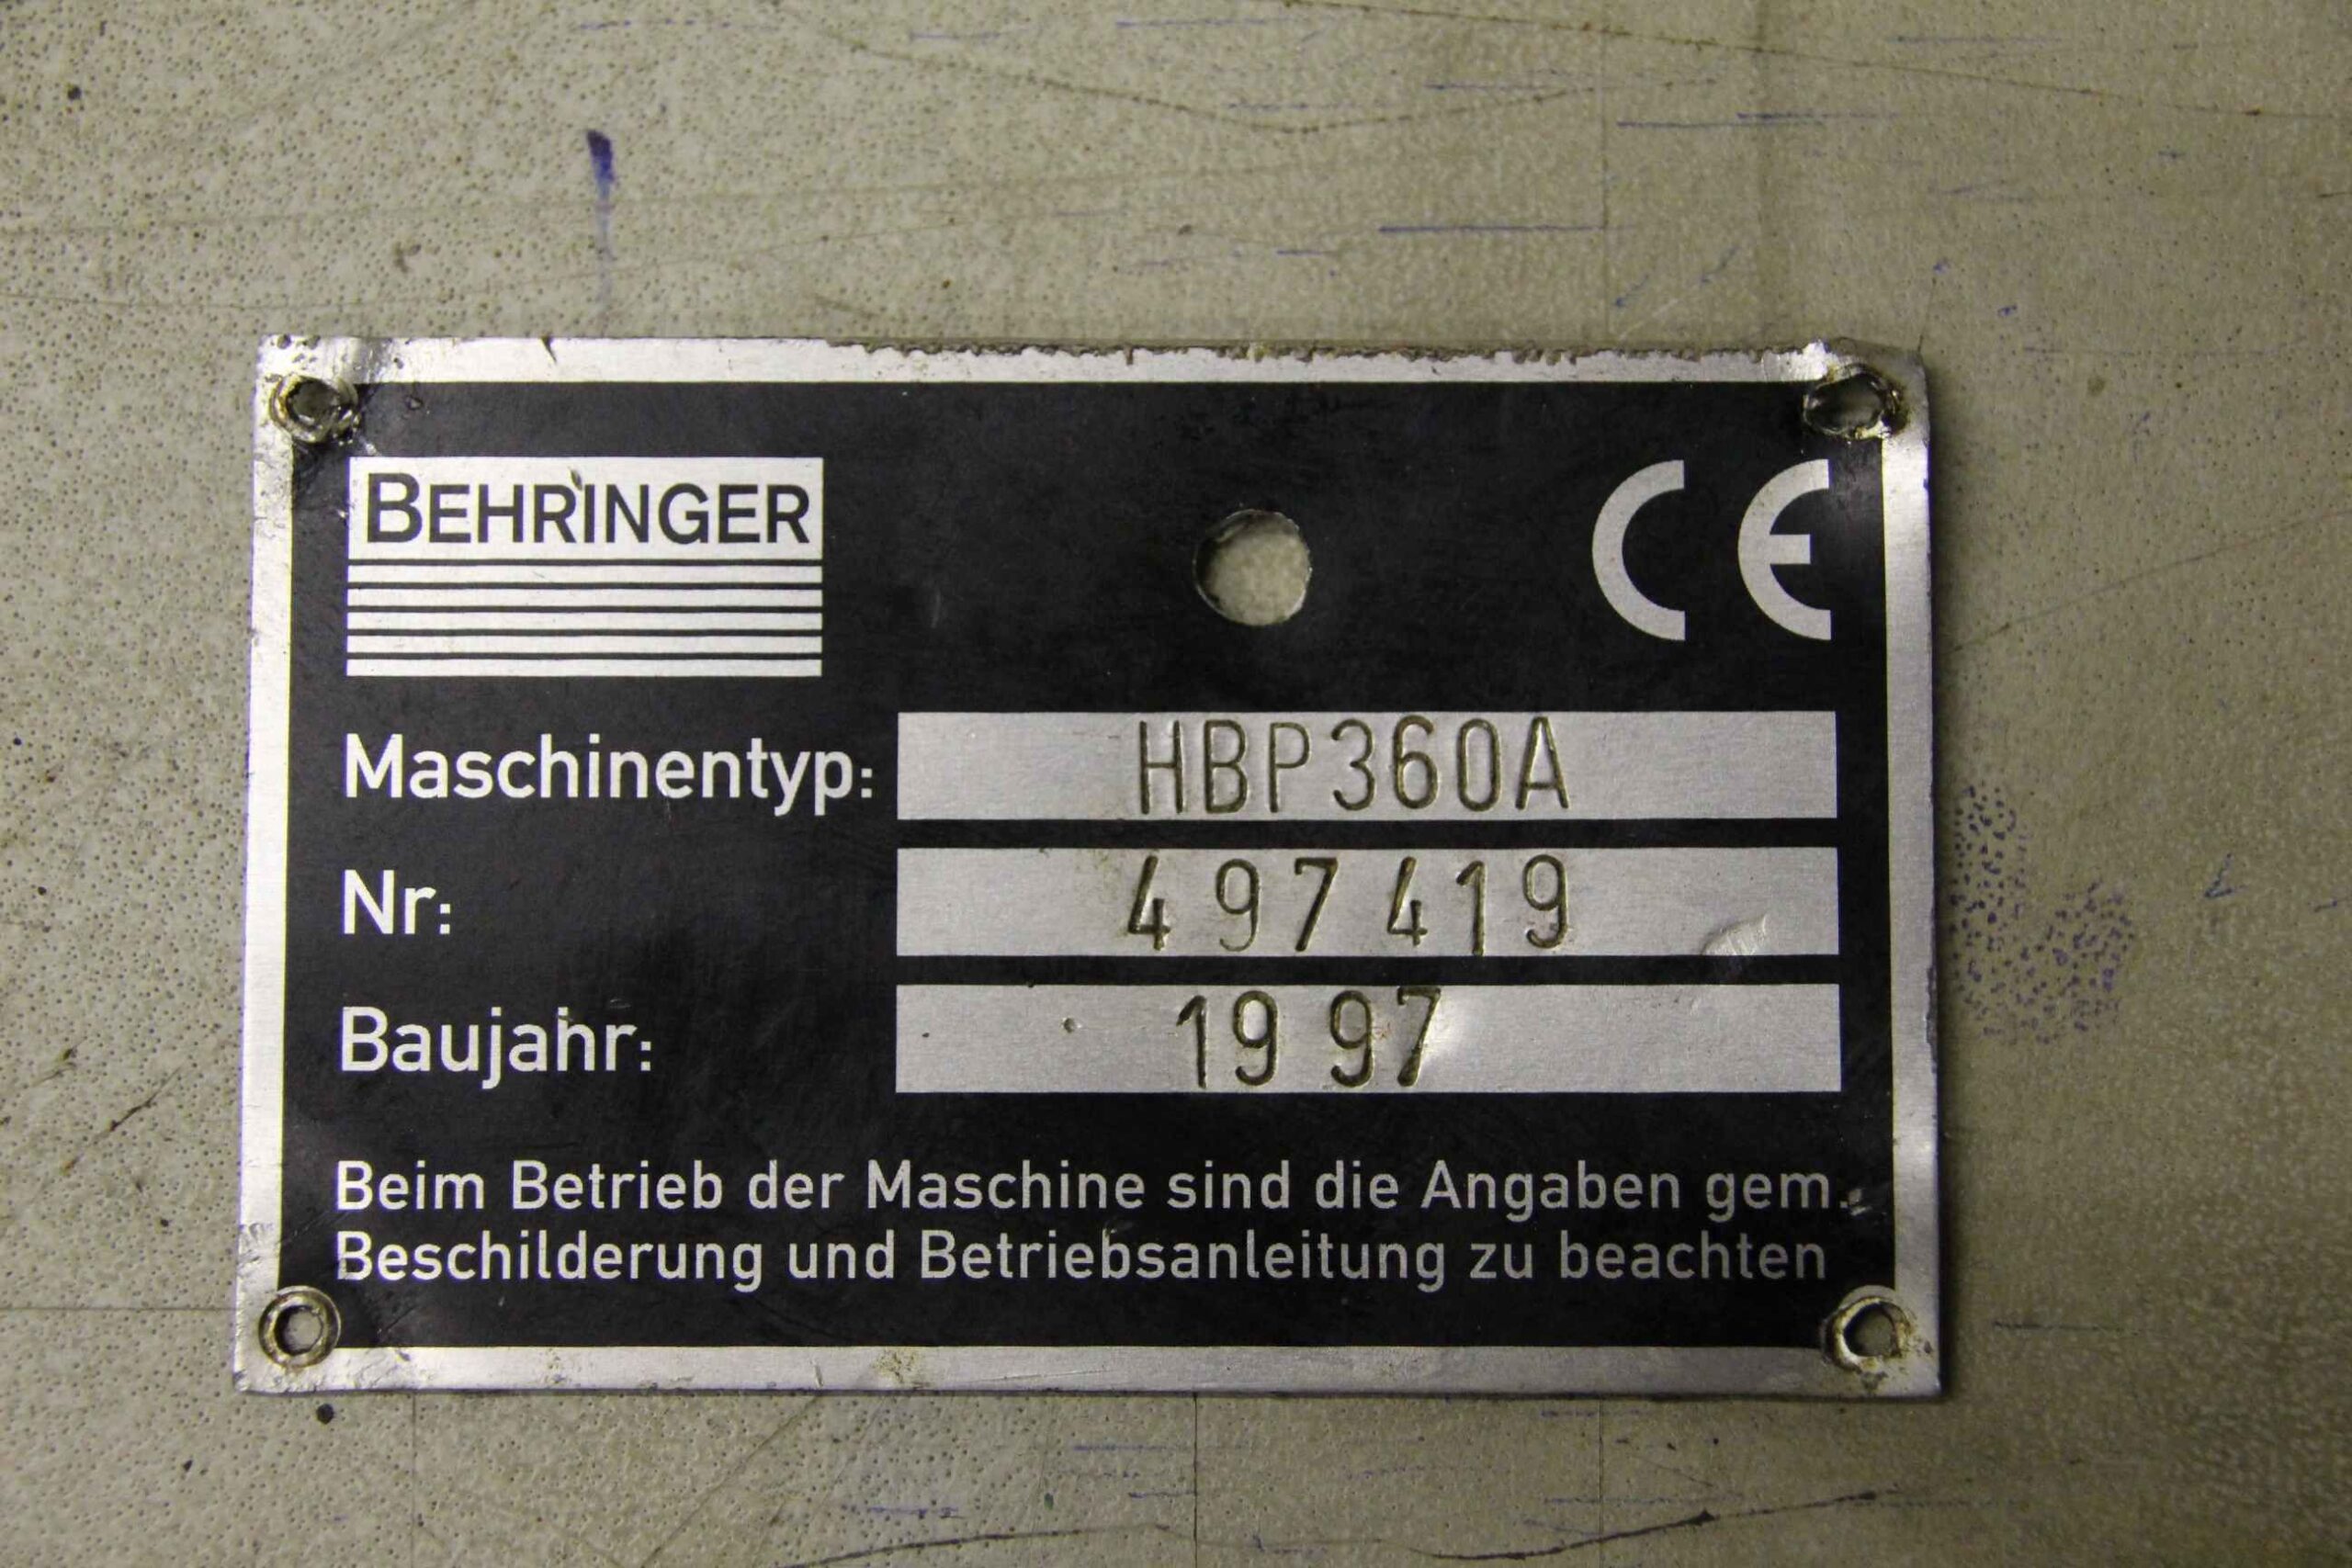 BEHRINGER
CE
Maschinentyp: HBP360A
Nr: 497419
Baujahr: 1997
Beim Betrieb der Maschine sind die Angaben gem.
Beschilderung und Betriebsanleitung zu beachten